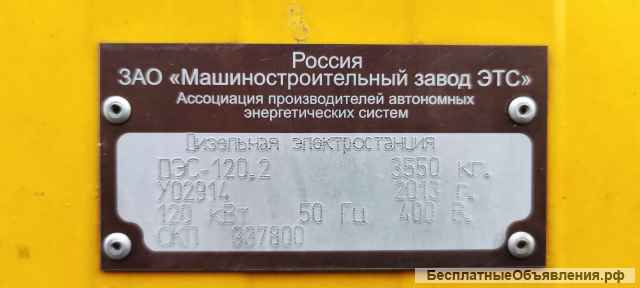 Россия
ЗАО «Машиностроительный завод ЭТС»
Ассоциация производителей автономных
энергетических систем
Дизельная электростанция
ДЭС-120.2 3550 кг.
У02914 2013 г.
120 кВт 50 Гц 400 В.
СКП 337800
БесплатныеОбъявления.рф